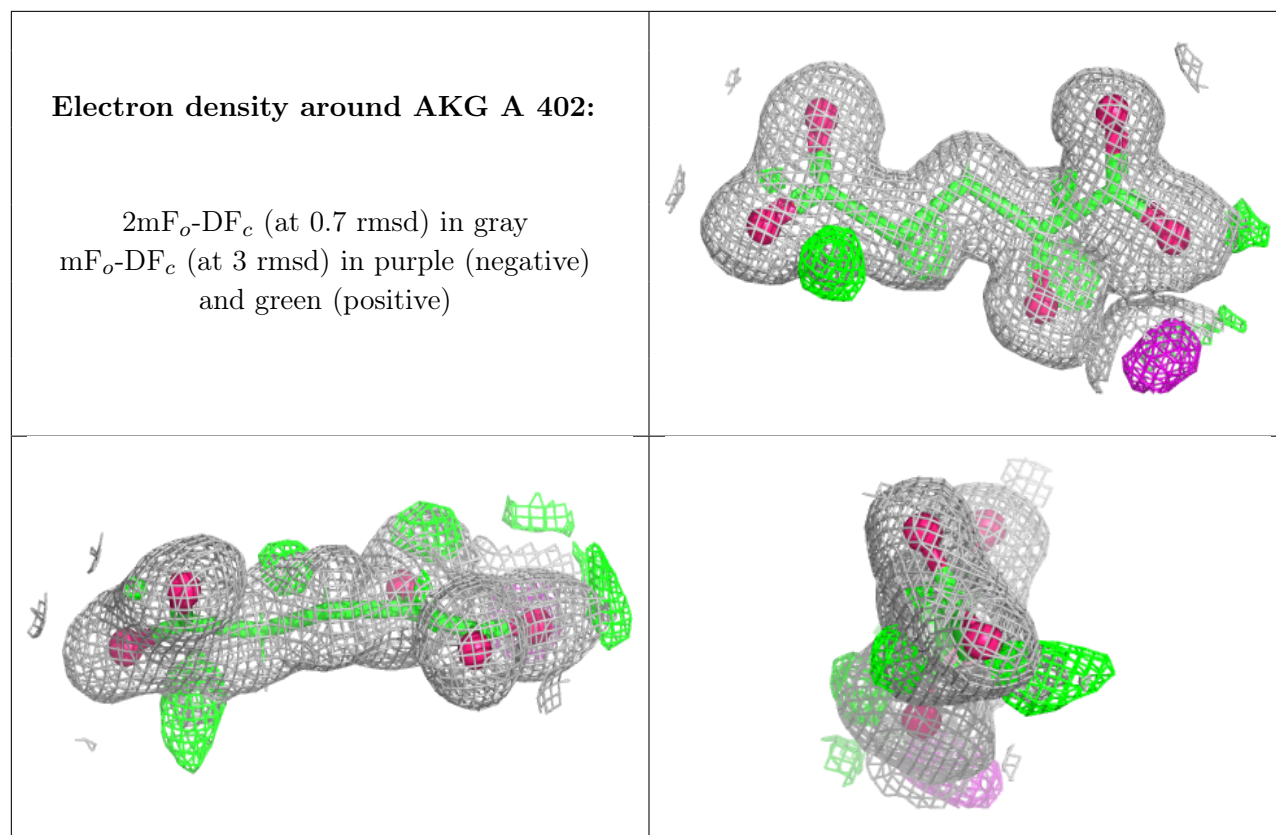 Electron density around AKG A 402:
2mFₒ-DF𝒸 (at 0.7 rmsd) in gray
mFₒ-DF𝒸 (at 3 rmsd) in purple (negative)
and green (positive)